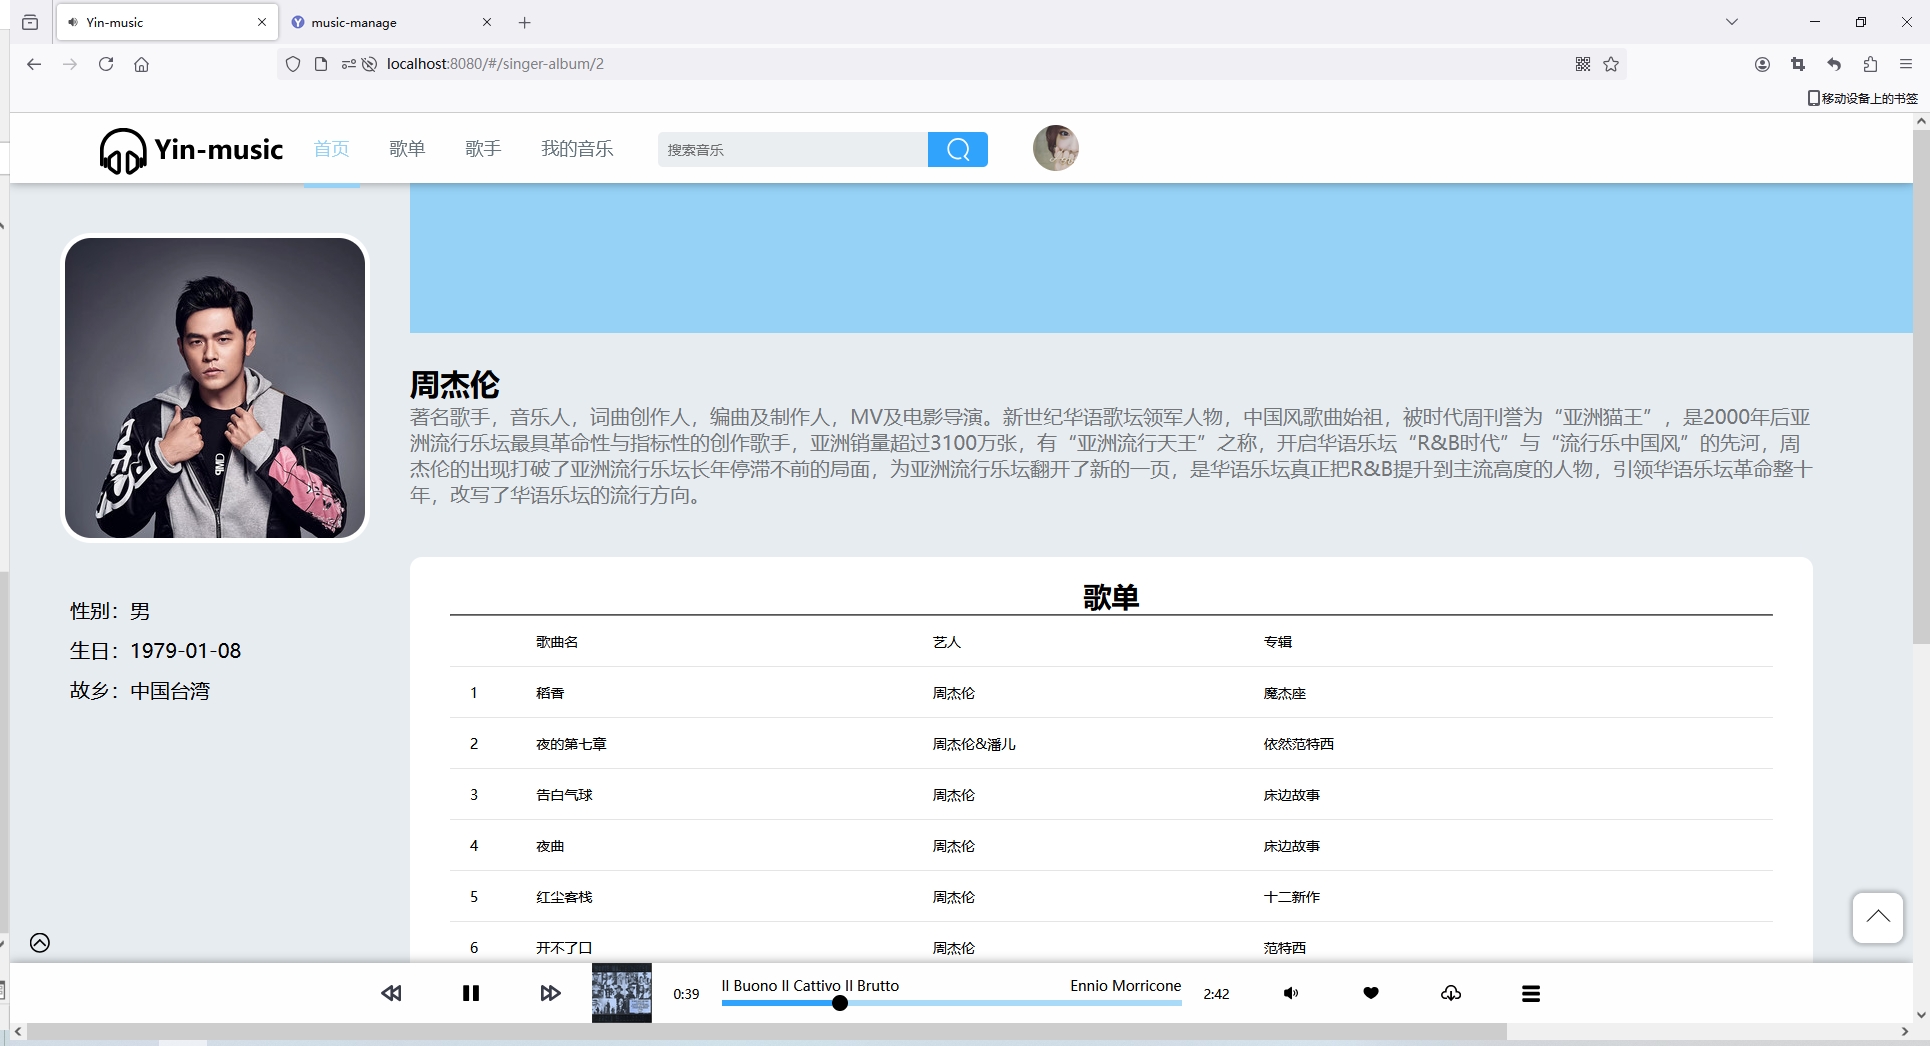 Yin-music
music-manage
localhost:8080/#/singer-album/2
移动设备上的书签
Yin-music
首页
歌单
歌手
我的音乐
搜索音乐
周杰伦
著名歌手，音乐人，词曲创作人，编曲及制作人，MV及电影导演。新世纪华语歌坛领军人物，中国风歌曲始祖，被时代周刊誉为“亚洲猫王”，是2000年后亚
洲流行乐坛最具革命性与指标性的创作歌手，亚洲销量超过3100万张，有“亚洲流行天王”之称，开启华语乐坛“R&B时代”与“流行乐中国风”的先河，周
杰伦的出现打破了亚洲流行乐坛长年停滞不前的局面，为亚洲流行乐坛翻开了新的一页，是华语乐坛真正把R&B提升到主流高度的人物，引领华语乐坛革命整十
年，改写了华语乐坛的流行方向。
性别：男
生日：1979-01-08
故乡：中国台湾
歌单
歌曲名 艺人 专辑
1 稻香 周杰伦 魔杰座
2 夜的第七章 周杰伦&潘儿 依然范特西
3 告白气球 周杰伦 床边故事
4 夜曲 周杰伦 床边故事
5 红尘客栈 周杰伦 十二新作
6 开不了口 周杰伦 范特西
0:39
Il Buono Il Cattivo Il Brutto
Ennio Morricone
2:42